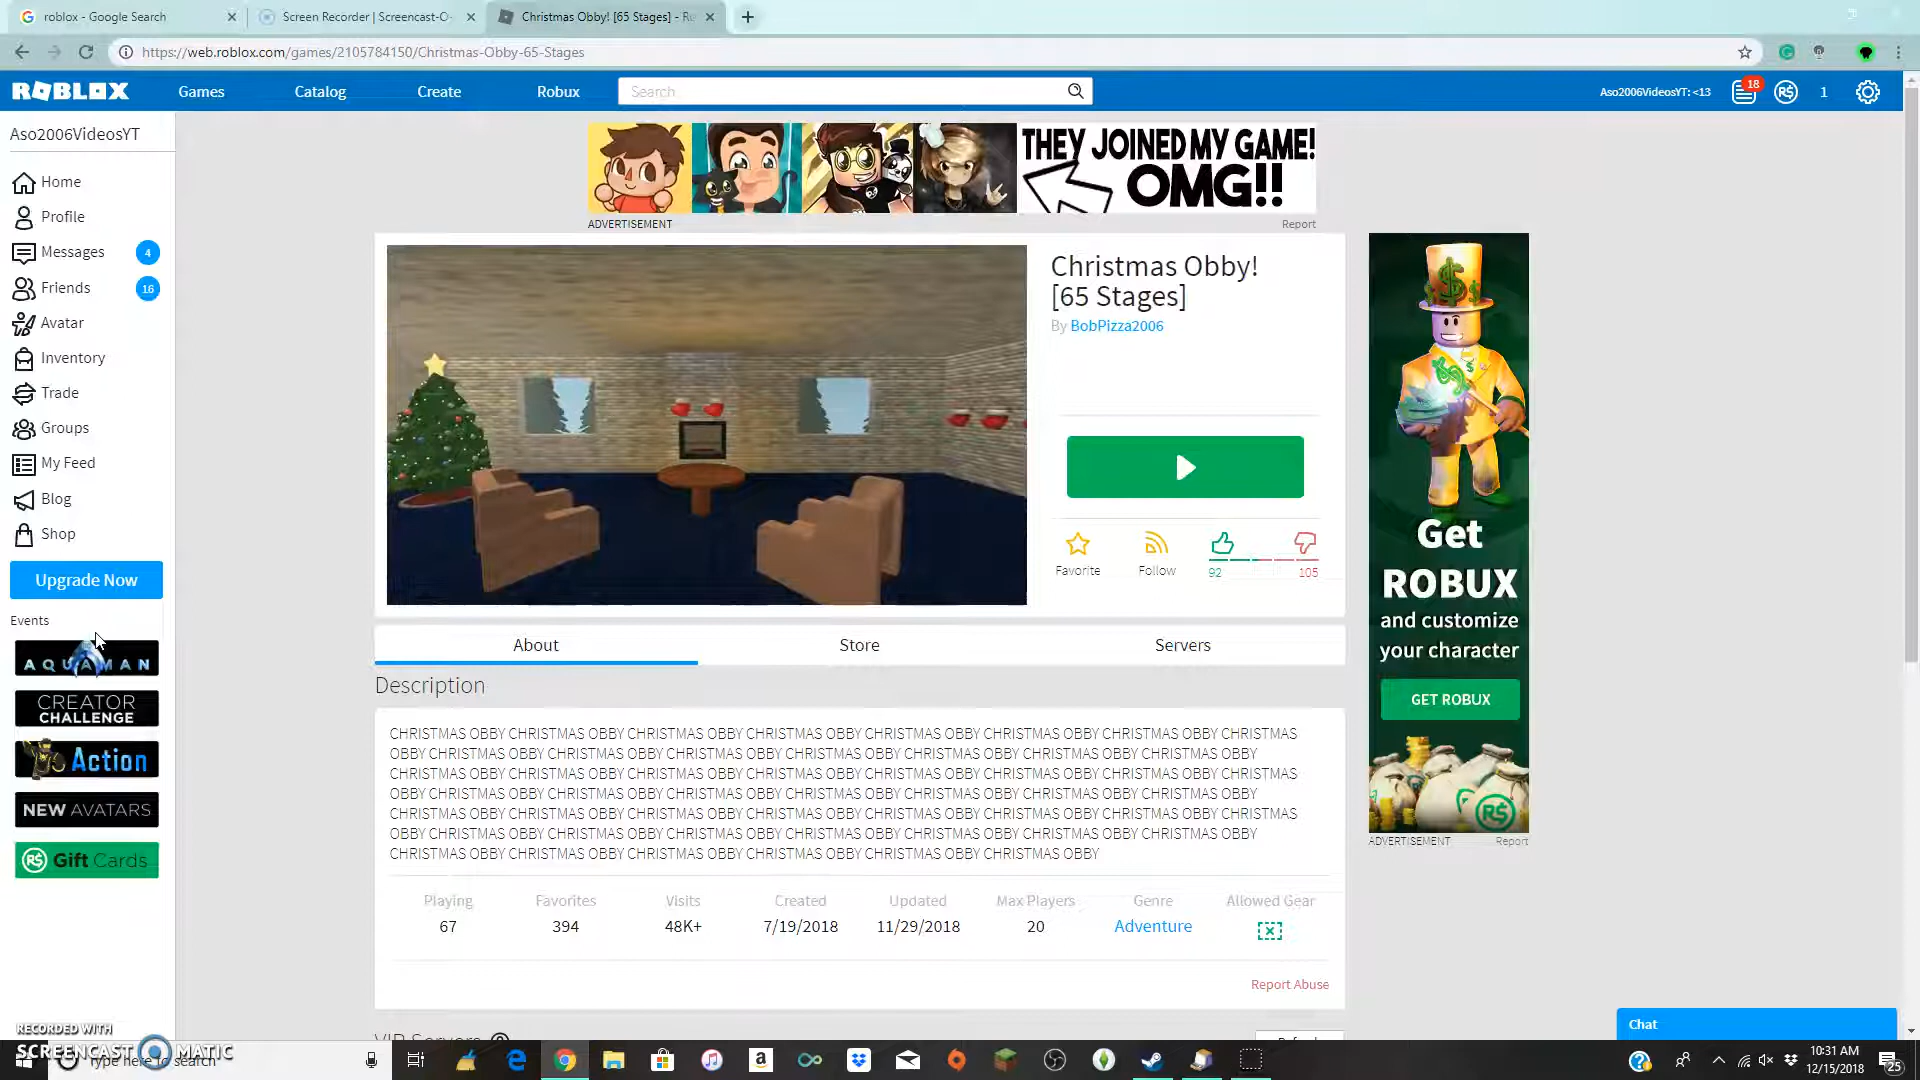 roblox - Google Search
Screen Recorder | Screencast-O-
Christmas Obby! [65 Stages] - Ro
https://web.roblox.com/games/2105784150/Christmas-Obby-65-Stages
ROBLOX
Games
Catalog
Create
Robux
Search
Aso2006VideosYT: <13
18
R$
1
Aso2006VideosYT
Home
Profile
Messages
4
Friends
16
Avatar
Inventory
Trade
Groups
My Feed
Blog
Shop
Upgrade Now
Events
AQUAMAN
CREATOR
CHALLENGE
Action
NEW AVATARS
R$ Gift Cards
THEY JOINED MY GAME!
OMG!!
ADVERTISEMENT
Report
Christmas Obby!
[65 Stages]
By BobPizza2006
Favorite
Follow
92
105
About
Store
Servers
Description
CHRISTMAS OBBY CHRISTMAS OBBY CHRISTMAS OBBY CHRISTMAS OBBY CHRISTMAS OBBY CHRISTMAS OBBY CHRISTMAS OBBY CHRISTMAS
OBBY CHRISTMAS OBBY CHRISTMAS OBBY CHRISTMAS OBBY CHRISTMAS OBBY CHRISTMAS OBBY CHRISTMAS OBBY CHRISTMAS OBBY
CHRISTMAS OBBY CHRISTMAS OBBY CHRISTMAS OBBY CHRISTMAS OBBY CHRISTMAS OBBY CHRISTMAS OBBY CHRISTMAS OBBY CHRISTMAS
OBBY CHRISTMAS OBBY CHRISTMAS OBBY CHRISTMAS OBBY CHRISTMAS OBBY CHRISTMAS OBBY CHRISTMAS OBBY CHRISTMAS OBBY
CHRISTMAS OBBY CHRISTMAS OBBY CHRISTMAS OBBY CHRISTMAS OBBY CHRISTMAS OBBY CHRISTMAS OBBY CHRISTMAS OBBY CHRISTMAS
OBBY CHRISTMAS OBBY CHRISTMAS OBBY CHRISTMAS OBBY CHRISTMAS OBBY CHRISTMAS OBBY CHRISTMAS OBBY CHRISTMAS OBBY
CHRISTMAS OBBY CHRISTMAS OBBY CHRISTMAS OBBY CHRISTMAS OBBY CHRISTMAS OBBY CHRISTMAS OBBY
Playing
Favorites
Visits
Created
Updated
Max Players
Genre
Allowed Gear
67
394
48K+
7/19/2018
11/29/2018
20
Adventure
Report Abuse
VIP Servers
Refresh
Get
ROBUX
and customize
your character
GET ROBUX
R$
ADVERTISEMENT
Report
Chat
RECORDED WITH
SCREENCAST MATIC
Type here to search
10:31 AM
12/15/2018
25